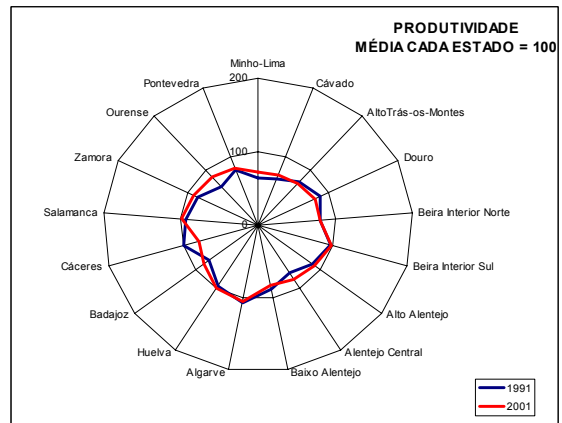 PRODUTIVIDADE
MÉDIA CADA ESTADO = 100
Minho-Lima
200
Pontevedra
Cávado
Ourense
AltoTrás-os-Montes
100
Zamora
Douro
Salamanca
Beira Interior Norte
0
Cáceres
Beira Interior Sul
Badajoz
Alto Alentejo
Huelva
Alentejo Central
Algarve
Baixo Alentejo
1991
2001